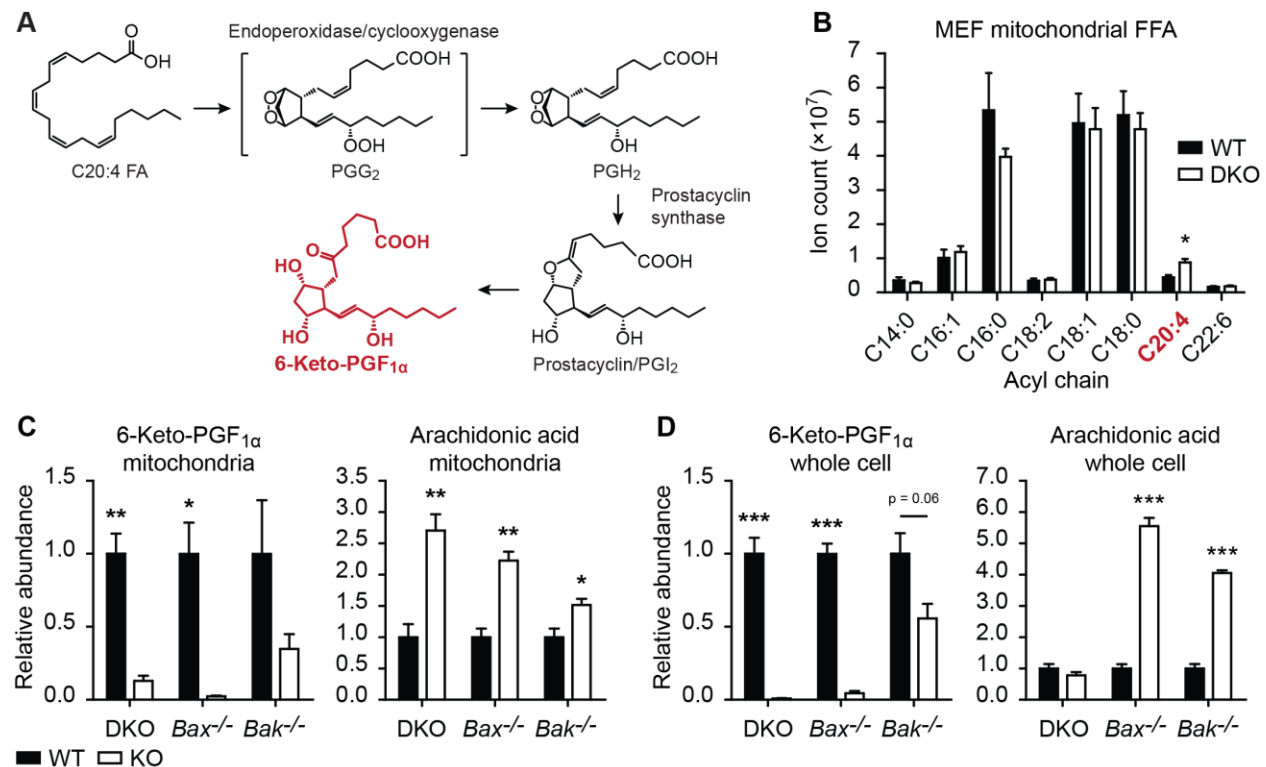 A
Endoperoxidase/cyclooxygenase
O
OH
C20:4 FA
O
O
COOH
OOH
PGG2
O
O
COOH
OH
PGH2
Prostacyclin
synthase
O
COOH
HO
OH
Prostacyclin/PGI2
COOH
O
HO
HO
OH
6-Keto-PGF1α
B
MEF mitochondrial FFA
Ion count (×10⁷)
7
6
5
4
3
2
1
0
WT
DKO
*
C14:0
C16:1
C16:0
C18:2
C18:1
C18:0
C20:4
C22:6
Acyl chain
C
6-Keto-PGF1α
mitochondria
Relative abundance
1.5
1.0
0.5
0.0
**
*
DKO
Bax-/-
Bak-/-
Arachidonic acid
mitochondria
3.5
3.0
2.5
2.0
1.5
1.0
0.5
0.0
**
**
*
DKO
Bax-/-
Bak-/-
WT
KO
D
6-Keto-PGF1α
whole cell
Relative abundance
1.5
1.0
0.5
0.0
***
***
p = 0.06
DKO
Bax-/-
Bak-/-
Arachidonic acid
whole cell
7.0
6.0
5.0
4.0
3.0
2.0
1.0
0.0
***
***
DKO
Bax-/-
Bak-/-